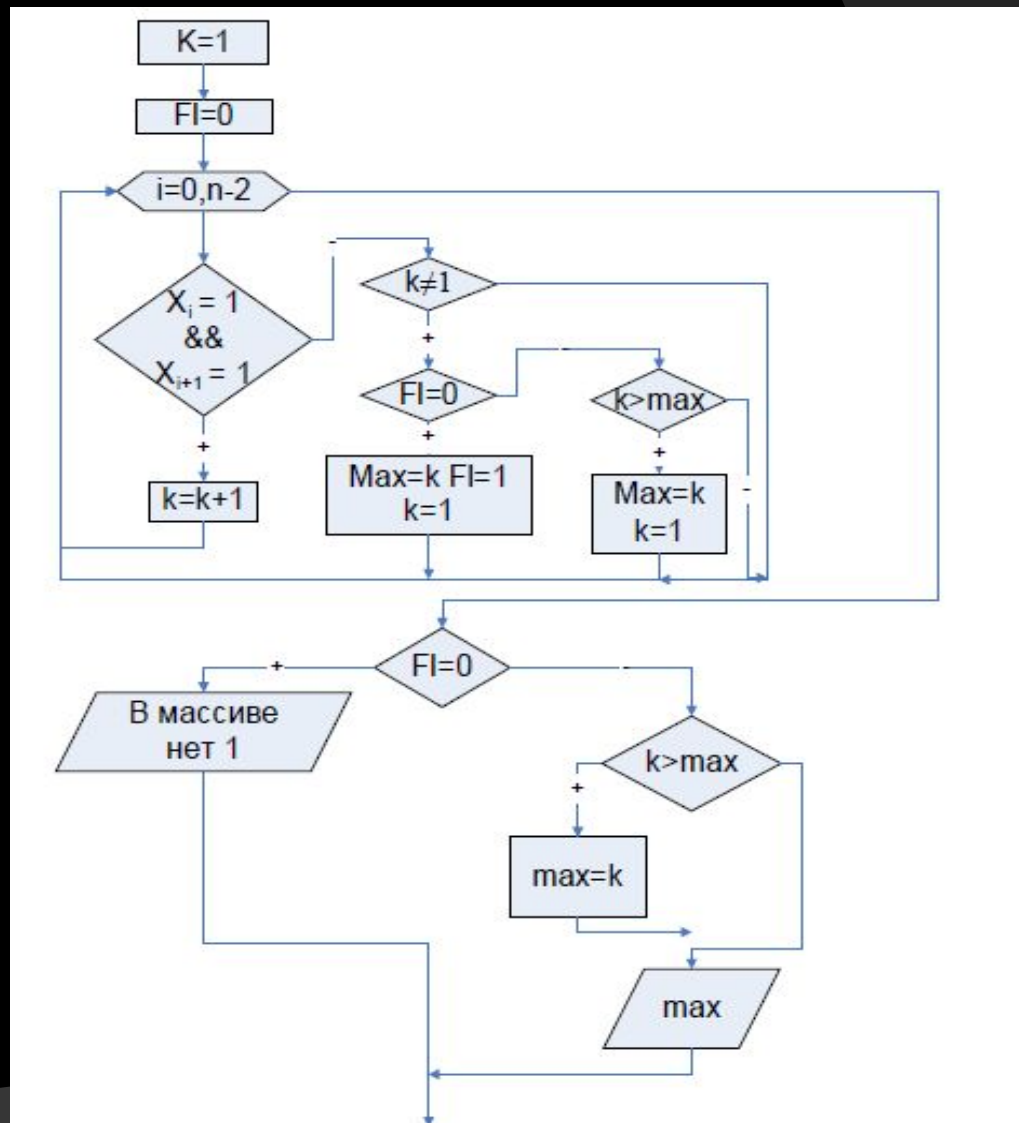 K=1
Fl=0
i=0,n-2
-
Xi = 1
&&
Xi+1 = 1
k≠1
+
Fl=0
-
k>max
+
k=k+1
+
Max=k Fl=1
k=1
+
Max=k
k=1
-
Fl=0
+
-
В массиве
нет 1
k>max
+
max=k
max